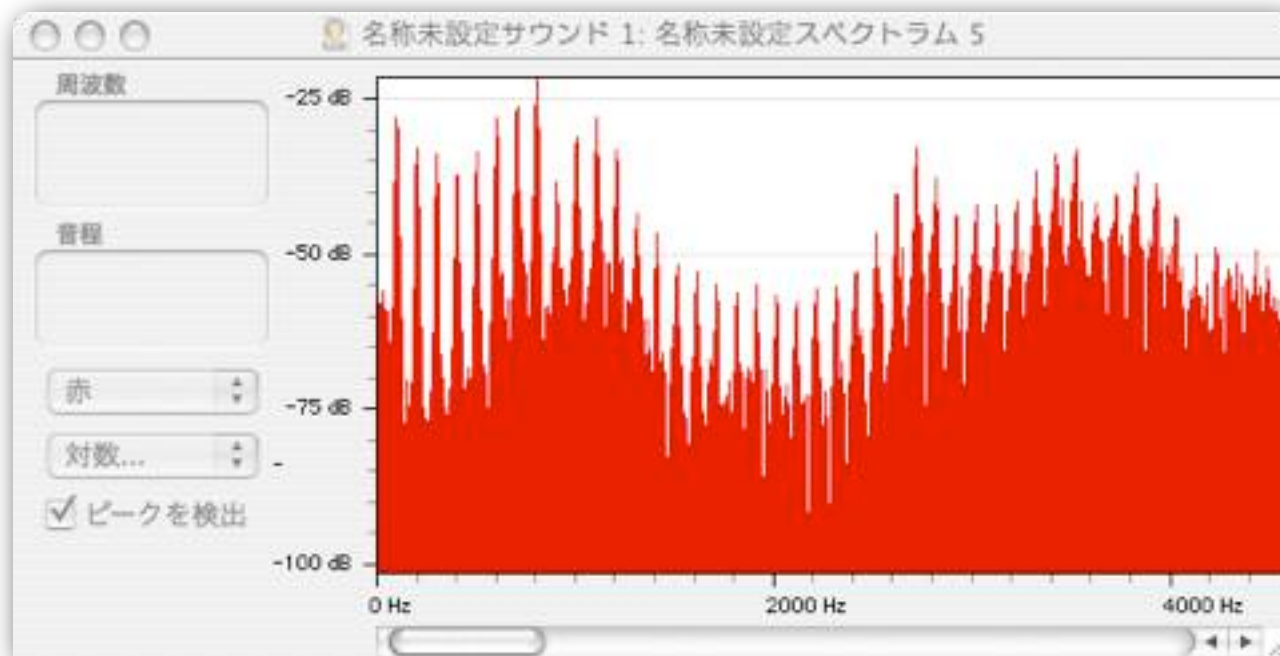 名称未設定サウンド 1: 名称未設定スペクトラム 5
周波数
音程
赤
対数...
ピークを検出
-25 dB
-50 dB
-75 dB
-
-100 dB
0 Hz
2000 Hz
4000 Hz